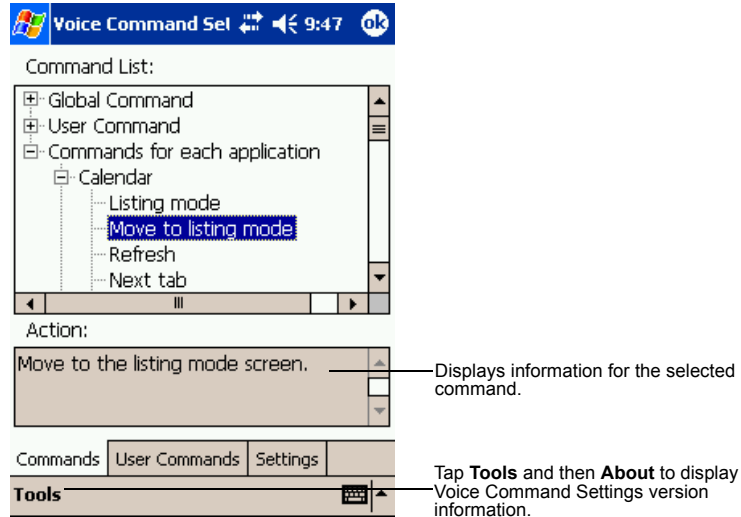 Voice Command Set 9:47 ok
Command List:
Global Command
User Command
Commands for each application
Calendar
Listing mode
Move to listing mode
Refresh
Next tab
Action:
Move to the listing mode screen.
Displays information for the selected
command.
Commands User Commands Settings
Tools
Tap Tools and then About to display
Voice Command Settings version
information.